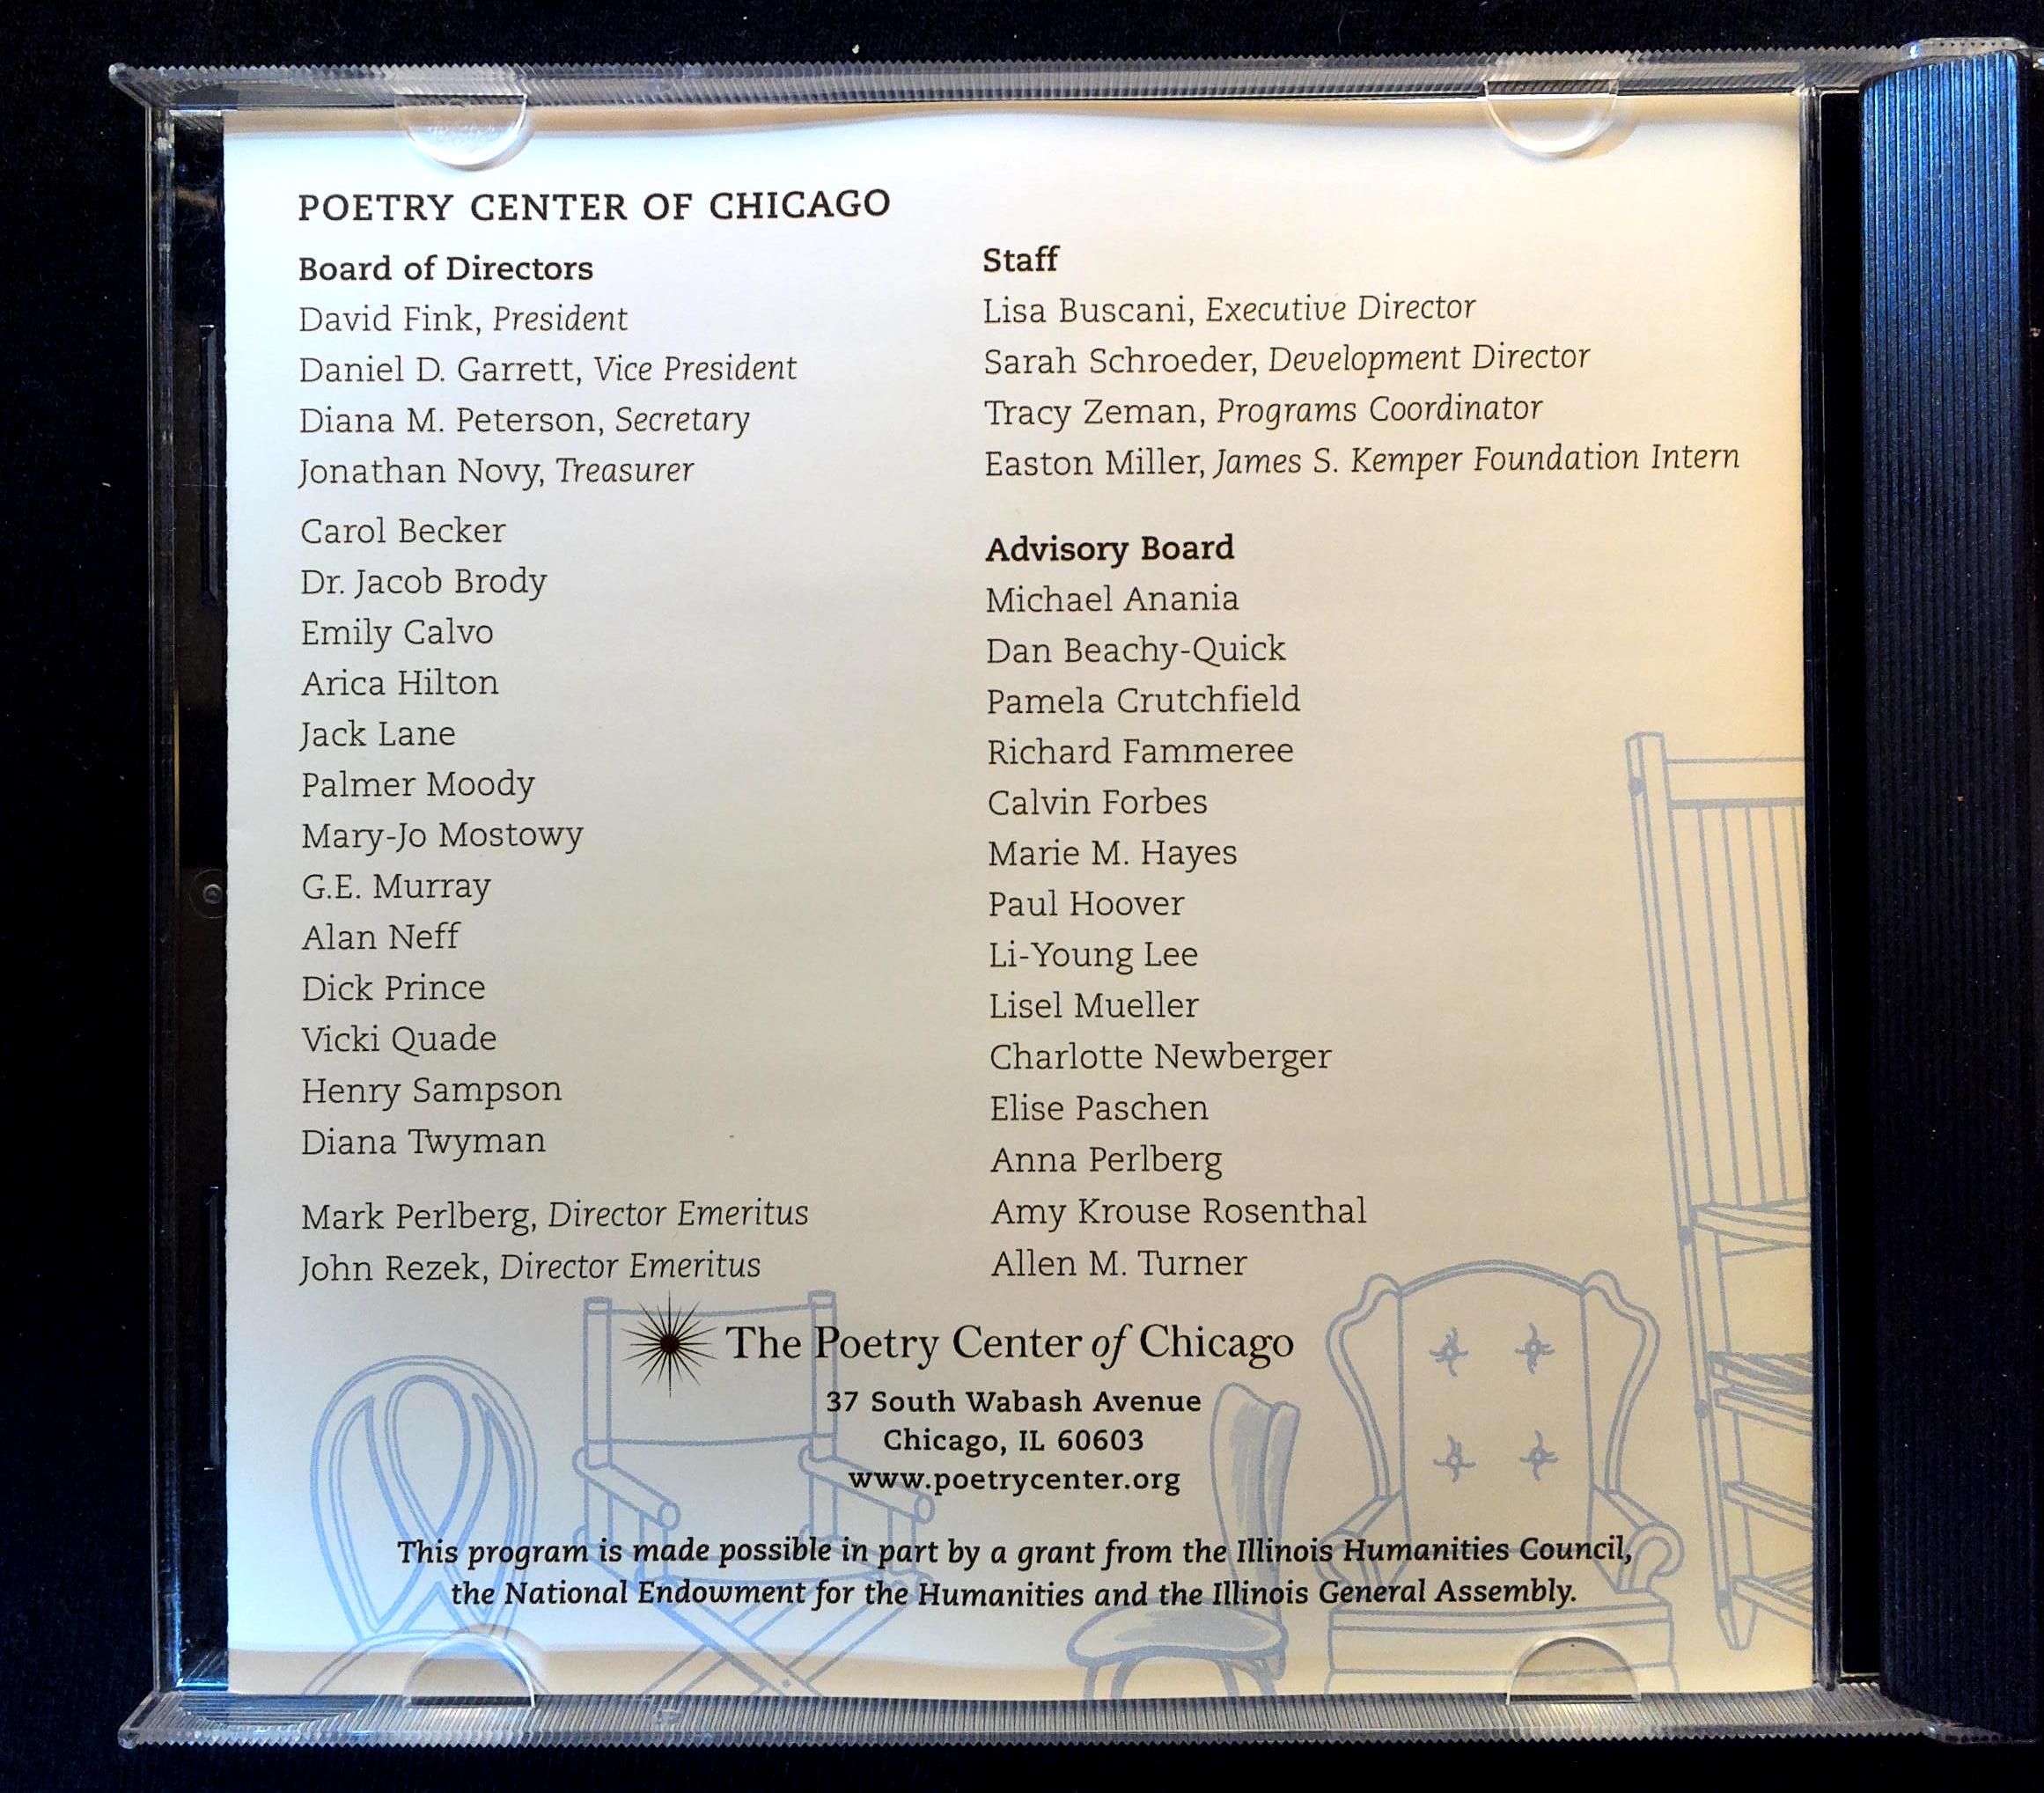 POETRY CENTER OF CHICAGO
Board of Directors
David Fink, President
Daniel D. Garrett, Vice President
Diana M. Peterson, Secretary
Jonathan Novy, Treasurer
Carol Becker
Dr. Jacob Brody
Emily Calvo
Arica Hilton
Jack Lane
Palmer Moody
Mary-Jo Mostowy
G.E. Murray
Alan Neff
Dick Prince
Vicki Quade
Henry Sampson
Diana Twyman
Mark Perlberg, Director Emeritus
John Rezek, Director Emeritus
Staff
Lisa Buscani, Executive Director
Sarah Schroeder, Development Director
Tracy Zeman, Programs Coordinator
Easton Miller, James S. Kemper Foundation Intern
Advisory Board
Michael Anania
Dan Beachy-Quick
Pamela Crutchfield
Richard Fammeree
Calvin Forbes
Marie M. Hayes
Paul Hoover
Li-Young Lee
Lisel Mueller
Charlotte Newberger
Elise Paschen
Anna Perlberg
Amy Krouse Rosenthal
Allen M. Turner
The Poetry Center of Chicago
37 South Wabash Avenue
Chicago, IL 60603
www.poetrycenter.org
This program is made possible in part by a grant from the Illinois Humanities Council,
the National Endowment for the Humanities and the Illinois General Assembly.